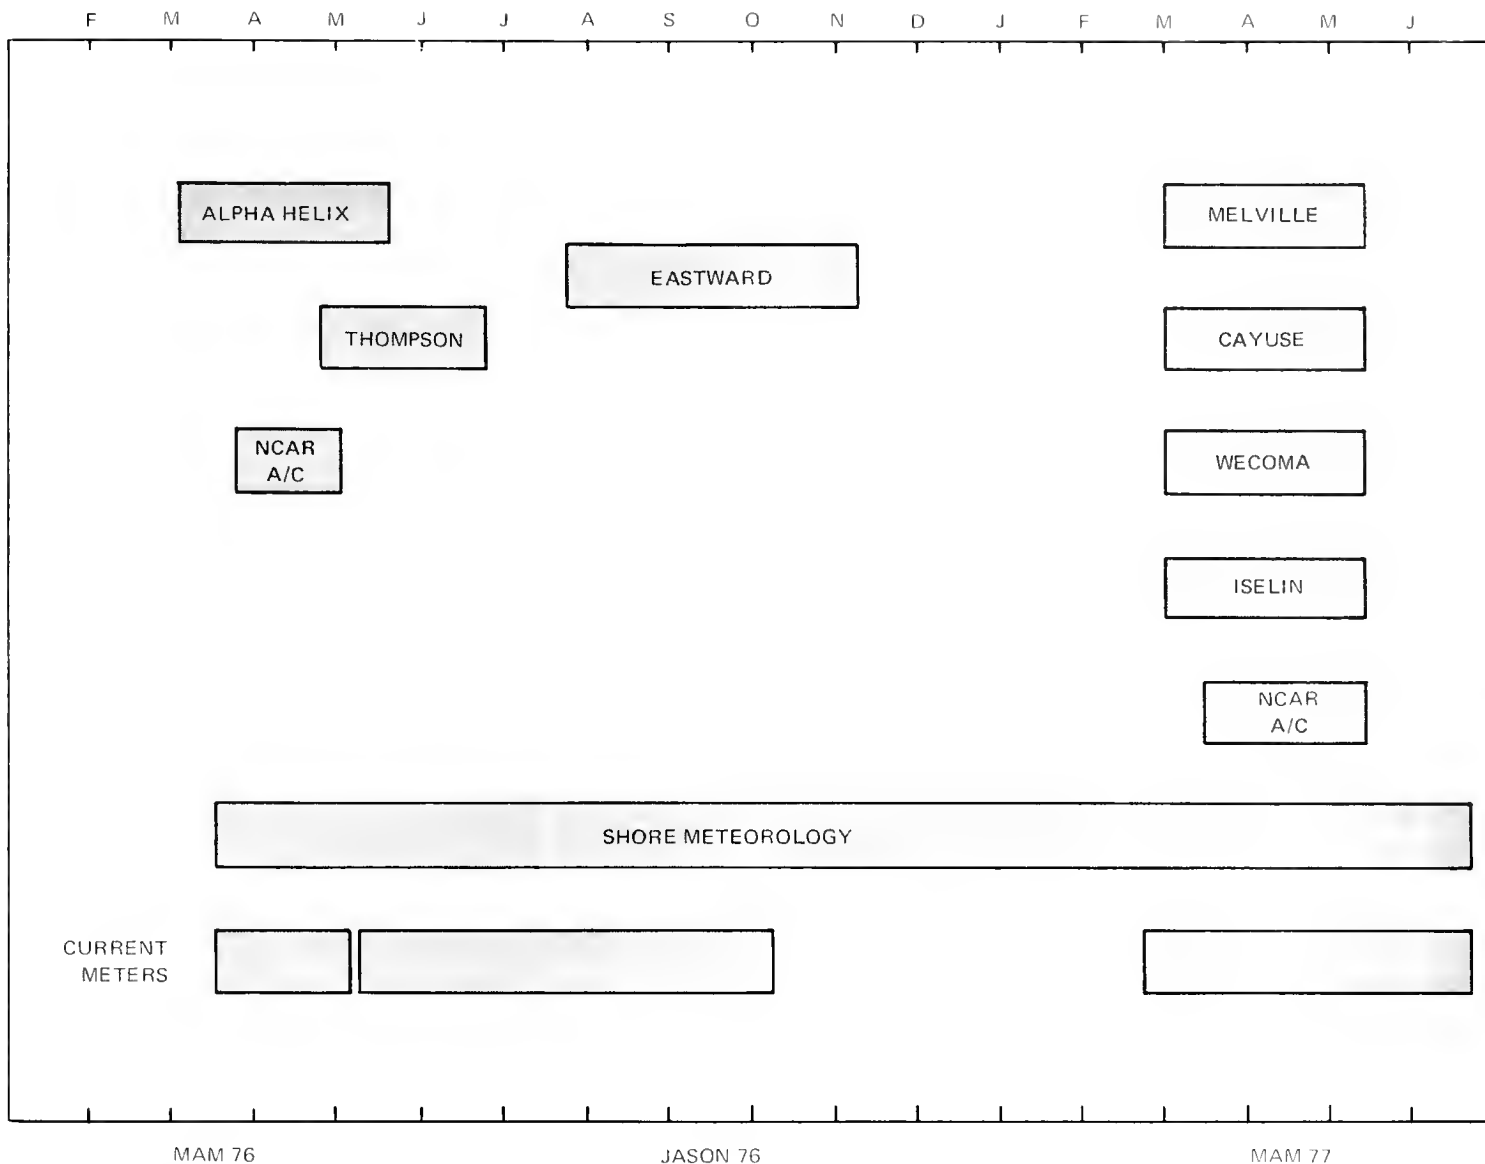 F M A M J J A S O N D J F M A M J
ALPHA HELIX
MELVILLE
EASTWARD
THOMPSON
CAYUSE
NCAR
A/C
WECOMA
ISELIN
NCAR
A/C
SHORE METEOROLOGY
CURRENT
METERS
MAM 76 JASON 76 MAM 77